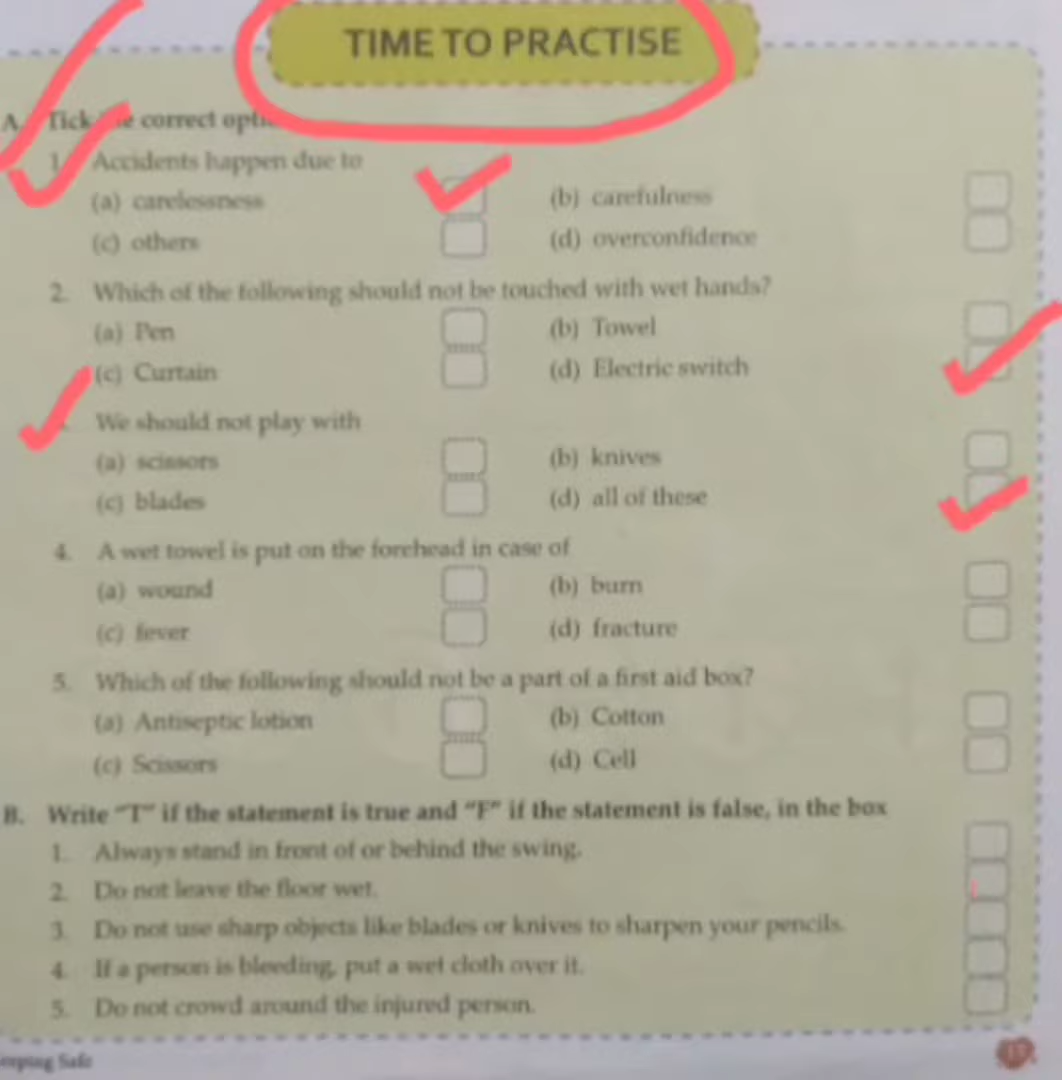 TIME TO PRACTISE
A. Tick the correct
1. Accidents happen due to
(a) carelessness (b) carefulness
(c) others (d) overconfidence
2. Which of the following should not be touched with wet hands?
(a) Pen (b) Towel
(c) Curtain (d) Electric switch
We should not play with
(a) scissors (b) knives
(c) blades (d) all of these
4. A wet towel is put on the forehead in case of
(a) wound (b) burn
(c) fever (d) fracture
5. Which of the following should not be a part of a first aid box?
(a) Antiseptic lotion (b) Cotton
(c) Scissors (d) Cell
B. Write "T" if the statement is true and "F" if the statement is false, in the box
1. Always stand in front of or behind the swing.
2. Do not leave the floor wet.
3. Do not use sharp objects like blades or knives to sharpen your pencils.
4. If a person is bleeding, put a wet cloth over it.
5. Do not crowd around the injured person.
Safe